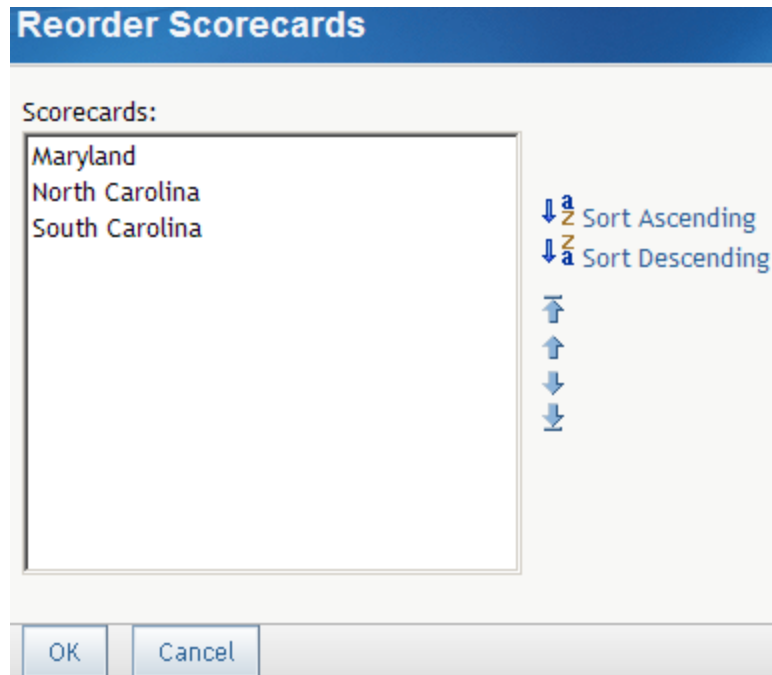 Reorder Scorecards
Scorecards:
Maryland
North Carolina
South Carolina
Sort Ascending
Sort Descending
OK
Cancel